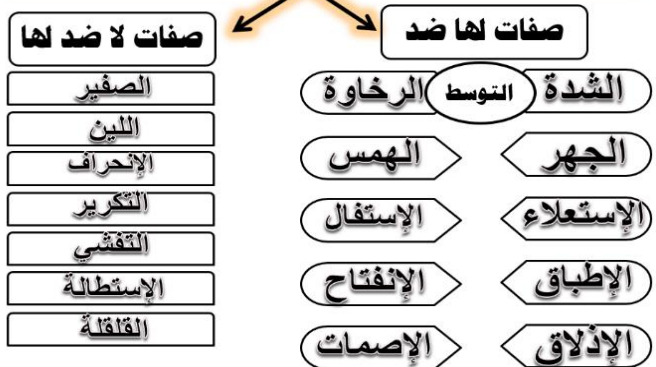 صفات لها ضد
الشدة التوسط الرخاوة
الجهر الهمس
الإستعلاء الإستفال
الإطباق الإنفتاح
الإذلاق الإصمات
صفات لا ضد لها
الصفير
اللين
الإنحراف
التكرير
التفشي
الإستطالة
القلقلة